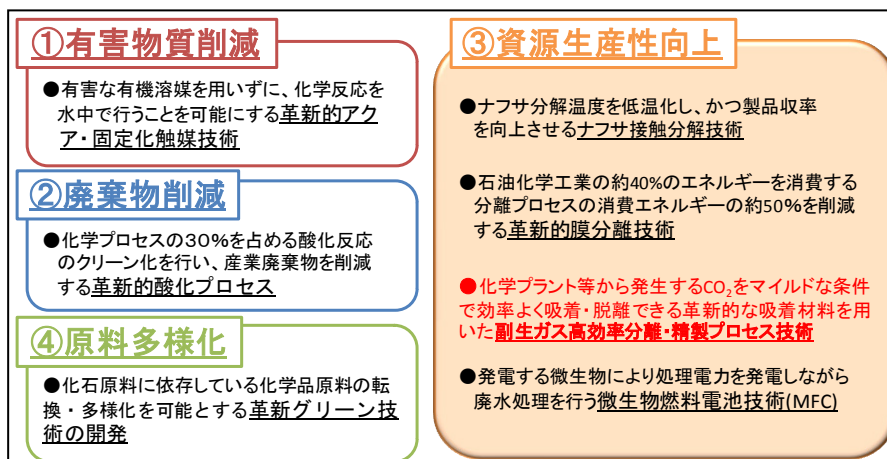 ①有害物質削減
●有害な有機溶媒を用いずに、化学反応を
水中で行うことを可能にする革新的アク
ア・固定化触媒技術
②廃棄物削減
●化学プロセスの30%を占める酸化反応
のクリーン化を行い、産業廃棄物を削減
する革新的酸化プロセス
④原料多様化
●化石原料に依存している化学品原料の転
換・多様化を可能とする革新グリーン技
術の開発
③資源生産性向上
●ナフサ分解温度を低温化し、かつ製品収率
を向上させるナフサ接触分解技術
●石油化学工業の約40%のエネルギーを消費する
分離プロセスの消費エネルギーの約50%を削減
する革新的膜分離技術
●化学プラント等から発生するCO₂をマイルドな条件
で効率よく吸着・脱離できる革新的な吸着材料を用
いた副生ガス高効率分離・精製プロセス技術
●発電する微生物により処理電力を発電しながら
廃水処理を行う微生物燃料電池技術(MFC)